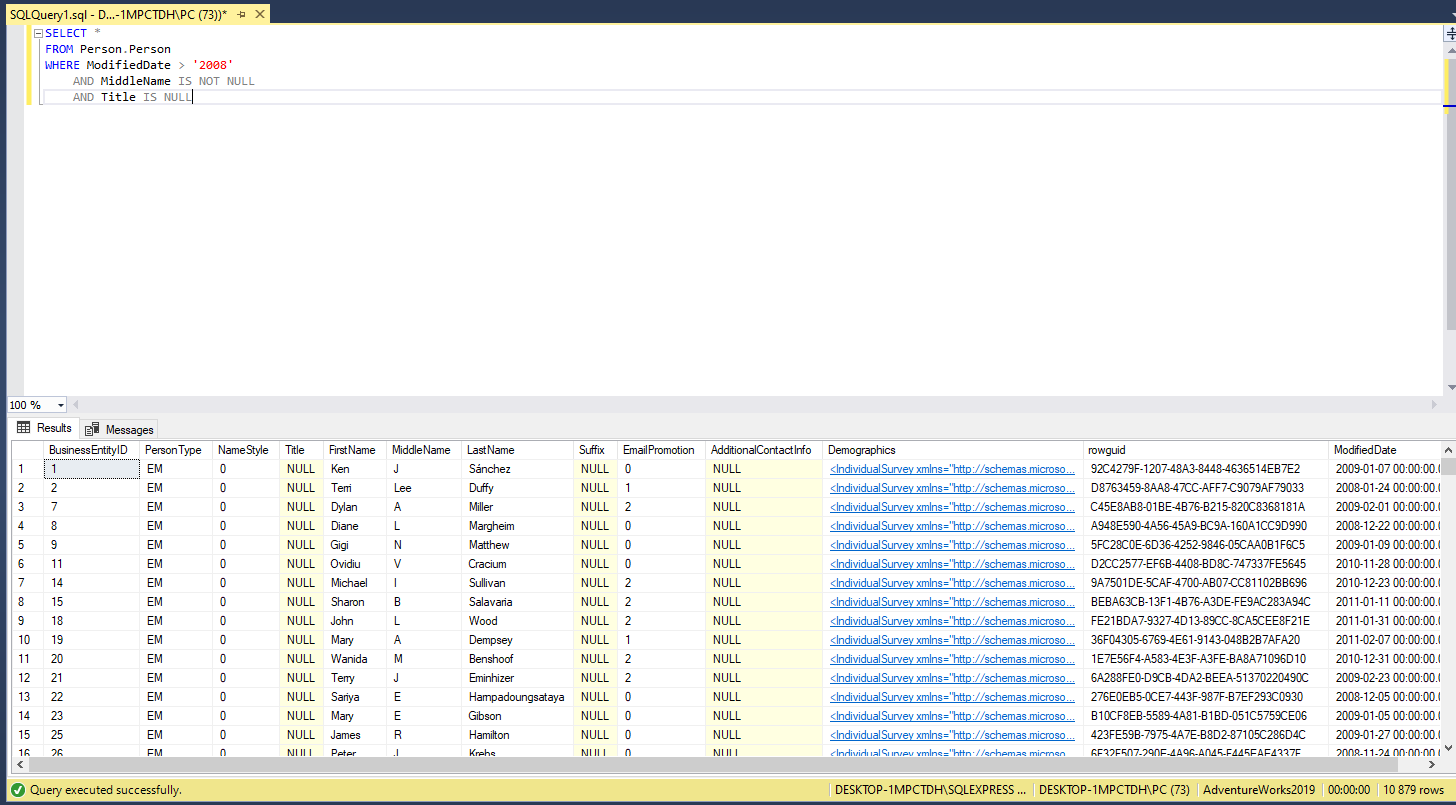 SQLQuery1.sql - D...-1MPCTDH\PC (73))*
SELECT *
FROM Person.Person
WHERE ModifiedDate > '2008'
AND MiddleName IS NOT NULL
AND Title IS NULL
100 %
Results Messages
BusinessEntityID PersonType NameStyle Title FirstName MiddleName LastName Suffix EmailPromotion AdditionalContactInfo Demographics rowguid ModifiedDate
1 1 EM 0 NULL Ken J Sánchez NULL 0 NULL <IndividualSurvey xmlns="http://schemas.microso... 92C4279F-1207-48A3-8448-4636514EB7E2 2009-01-07 00:00:00.0
2 2 EM 0 NULL Terri Lee Duffy NULL 1 NULL <IndividualSurvey xmlns="http://schemas.microso... D8763459-8AA8-47CC-AFF7-C9079AF79033 2008-01-24 00:00:00.0
3 7 EM 0 NULL Dylan A Miller NULL 2 NULL <IndividualSurvey xmlns="http://schemas.microso... C45E8AB8-01BE-4B76-B215-820C8368181A 2009-02-01 00:00:00.0
4 8 EM 0 NULL Diane L Margheim NULL 0 NULL <IndividualSurvey xmlns="http://schemas.microso... A948E590-4A56-45A9-BC9A-160A1CC9D990 2008-12-22 00:00:00.0
5 9 EM 0 NULL Gigi N Matthew NULL 0 NULL <IndividualSurvey xmlns="http://schemas.microso... 5FC28C0E-6D36-4252-9846-05CAA0B1F6C5 2009-01-09 00:00:00.0
6 11 EM 0 NULL Ovidiu V Cracium NULL 0 NULL <IndividualSurvey xmlns="http://schemas.microso... D2CC2577-EF6B-4408-BD8C-747337FE5645 2010-11-28 00:00:00.0
7 14 EM 0 NULL Michael I Sullivan NULL 2 NULL <IndividualSurvey xmlns="http://schemas.microso... 9A7501DE-5CAF-4700-AB07-CC81102BB696 2010-12-23 00:00:00.0
8 15 EM 0 NULL Sharon B Salavaria NULL 2 NULL <IndividualSurvey xmlns="http://schemas.microso... BEBA63CB-13F1-4B76-A3DE-FE9AC283A94C 2011-01-11 00:00:00.0
9 18 EM 0 NULL John L Wood NULL 2 NULL <IndividualSurvey xmlns="http://schemas.microso... FE21BDA7-9327-4D13-89CC-8CA5CEE8F21E 2011-01-31 00:00:00.0
10 19 EM 0 NULL Mary A Dempsey NULL 1 NULL <IndividualSurvey xmlns="http://schemas.microso... 36F04305-6769-4E61-9143-048B2B7AFA20 2011-02-07 00:00:00.0
11 20 EM 0 NULL Wanida M Benshoof NULL 2 NULL <IndividualSurvey xmlns="http://schemas.microso... 1E7E56F4-A583-4E3F-A3FE-BA8A71096D10 2010-12-31 00:00:00.0
12 21 EM 0 NULL Terry J Eminhizer NULL 2 NULL <IndividualSurvey xmlns="http://schemas.microso... 6A288FE0-D9CB-4DA2-BEEA-51370220490C 2009-02-23 00:00:00.0
13 22 EM 0 NULL Sariya E Hampadoungsataya NULL 0 NULL <IndividualSurvey xmlns="http://schemas.microso... 276E0EB5-0CE7-443F-987F-B7EF293C0930 2008-12-05 00:00:00.0
14 23 EM 0 NULL Mary E Gibson NULL 0 NULL <IndividualSurvey xmlns="http://schemas.microso... B10CF8EB-5589-4A81-B1BD-051C5759CE06 2009-01-05 00:00:00.0
15 25 EM 0 NULL James R Hamilton NULL 0 NULL <IndividualSurvey xmlns="http://schemas.microso... 423FE59B-7975-4A7E-B8D2-87105C286D4C 2009-01-27 00:00:00.0
16 26 EM 0 NULL Peter J Krebs NULL 0 NULL <IndividualSurvey xmlns="http://schemas.microso... 2008-11-24 00:00:00.0
Query executed successfully. DESKTOP-1MPCTDH\SQLEXPRESS ... DESKTOP-1MPCTDH\PC (73) AdventureWorks2019 00:00:00 10 879 rows